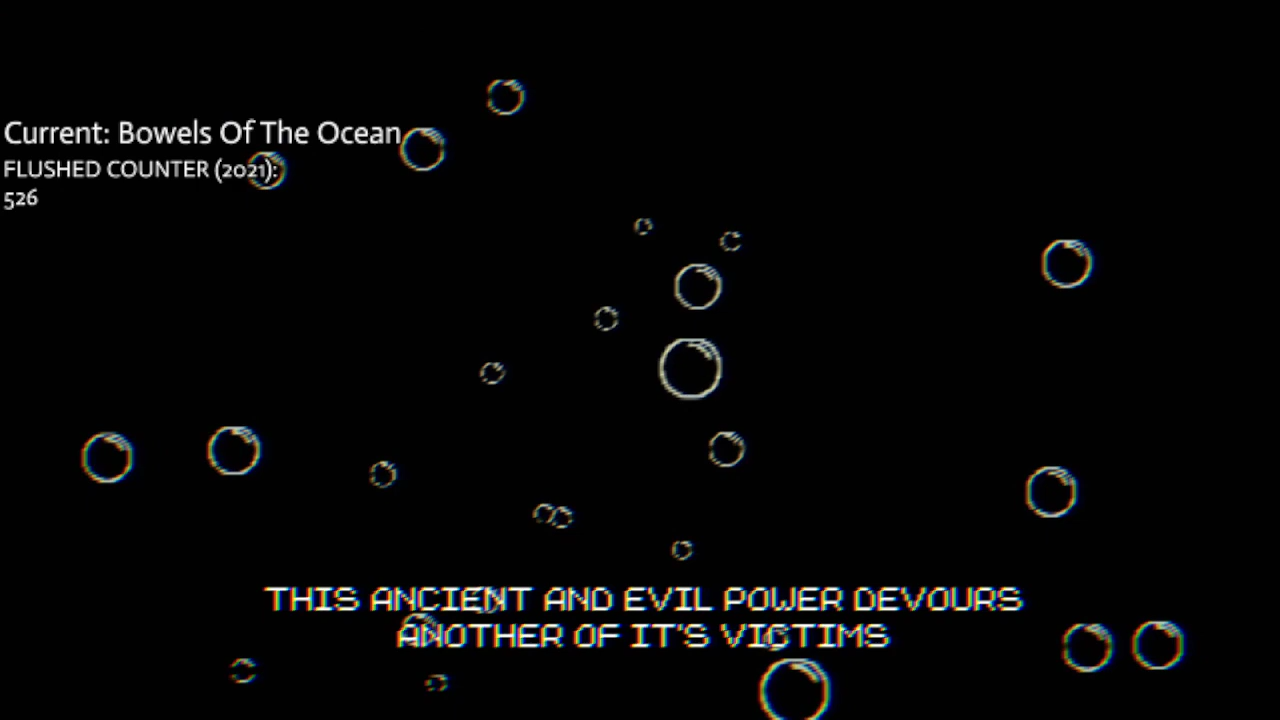 Current: Bowels Of The Ocean
FLUSHED COUNTER (2021):
526
THIS ANCIENT AND EVIL POWER DEVOURS
ANOTHER OF IT'S VICTIMS